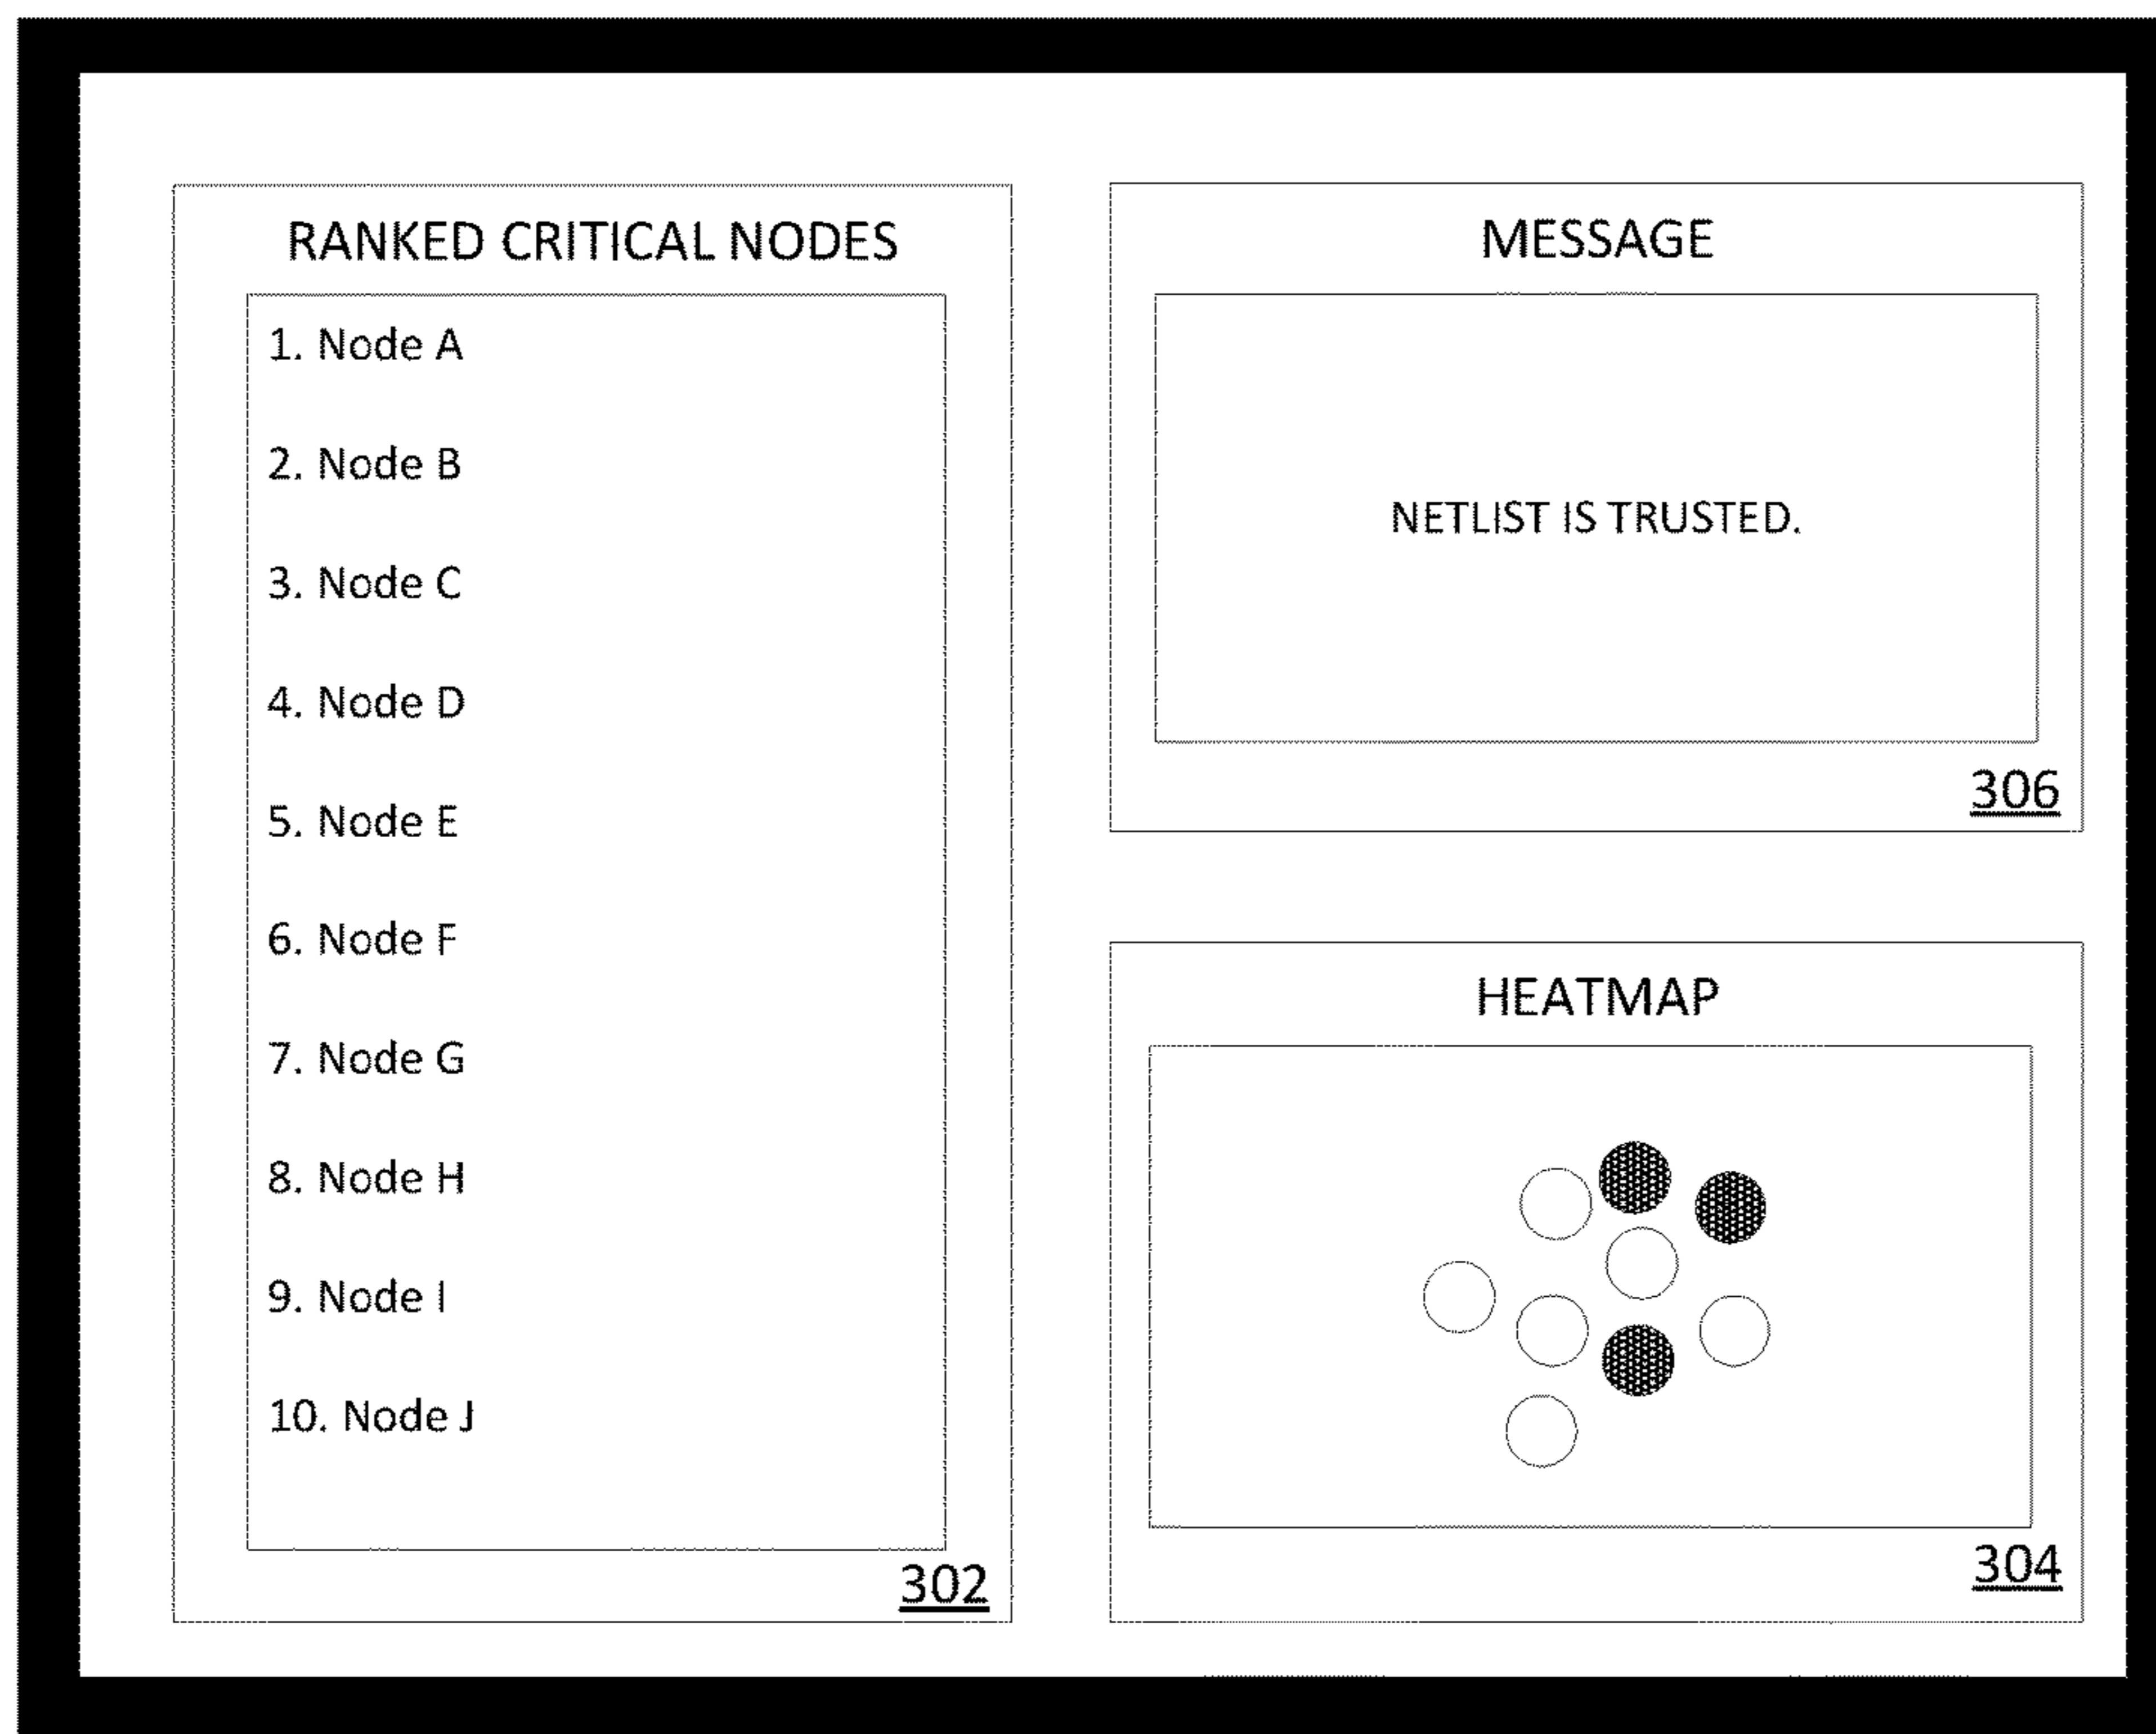 RANKED CRITICAL NODES
1. Node A
2. Node B
3. Node C
4. Node D
5. Node E
6. Node F
7. Node G
8. Node H
9. Node I
10. Node J
302
MESSAGE
NETLIST IS TRUSTED.
306
HEATMAP
304